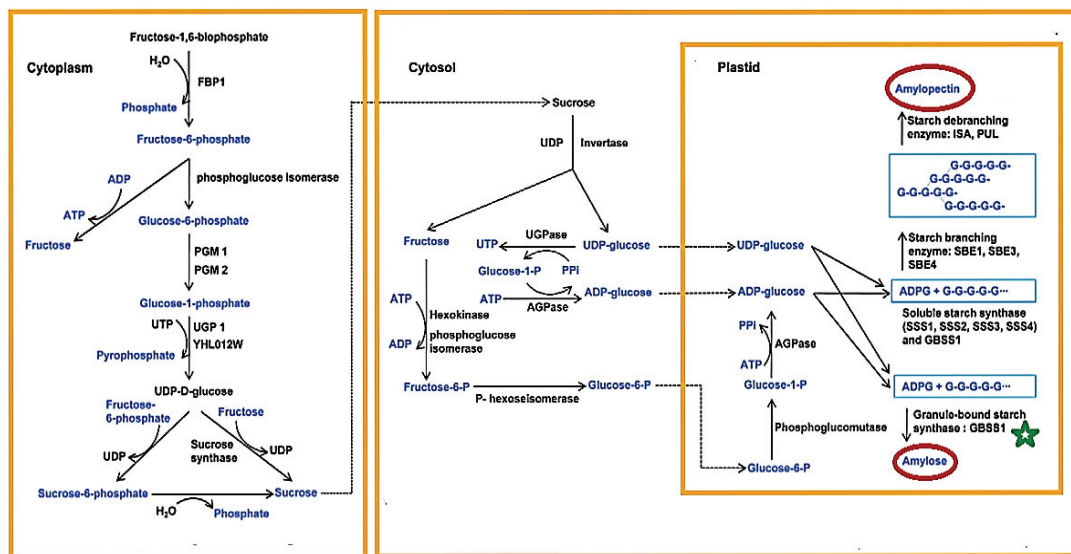 Cytoplasm
Fructose-1,6-biophosphate
H₂O
FBP1
Phosphate
Fructose-6-phosphate
ADP
phosphoglucose isomerase
ATP
Glucose-6-phosphate
Fructose
PGM 1
PGM 2
Glucose-1-phosphate
UTP
UGP 1
YHL012W
Pyrophosphate
UDP-D-glucose
Fructose-
6-phosphate
Fructose
Sucrose
synthase
UDP
UDP
Sucrose-6-phosphate
Sucrose
H₂O
Phosphate
Cytosol
Sucrose
UDP
Invertase
Fructose
UTP
UGPase
UDP-glucose
Glucose-1-P
PPi
ATP
AGPase
ADP-glucose
ATP
Hexokinase
phosphoglucose
isomerase
ADP
Fructose-6-P
P- hexoseisomerase
Glucose-6-P
Plastid
Amylopectin
Starch debranching
enzyme: ISA, PUL
G-G-G-G-G-
G-G-G-G-G-
G-G-G-G-G-
G-G-G-G-G-
Starch branching
enzyme: SBE1, SBE3,
SBE4
UDP-glucose
ADP-glucose
ADPG + G-G-G-G-G···
Soluble starch synthase
(SSS1, SSS2, SSS3, SSS4)
and GBSS1
PPi
AGPase
ATP
Glucose-1-P
ADPG + G-G-G-G-G···
Phosphoglucomutase
Granule-bound starch
synthase : GBSS1
Glucose-6-P
Amylose